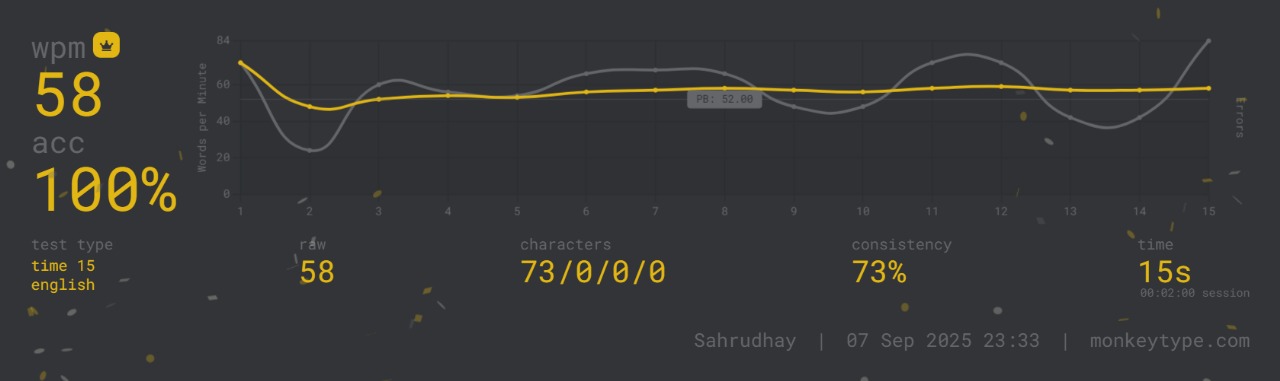 wpm
58
acc
100%
Words per Minute
84
60
40
20
0
PB: 52.00
1 2 3 4 5 6 7 8 9 10 11 12 13 14 15
Errors
test type
time 15
english
raw
58
characters
73/0/0/0
consistency
73%
time
15s
00:02:00 session
Sahrudhay | 07 Sep 2025 23:33 | monkeytype.com